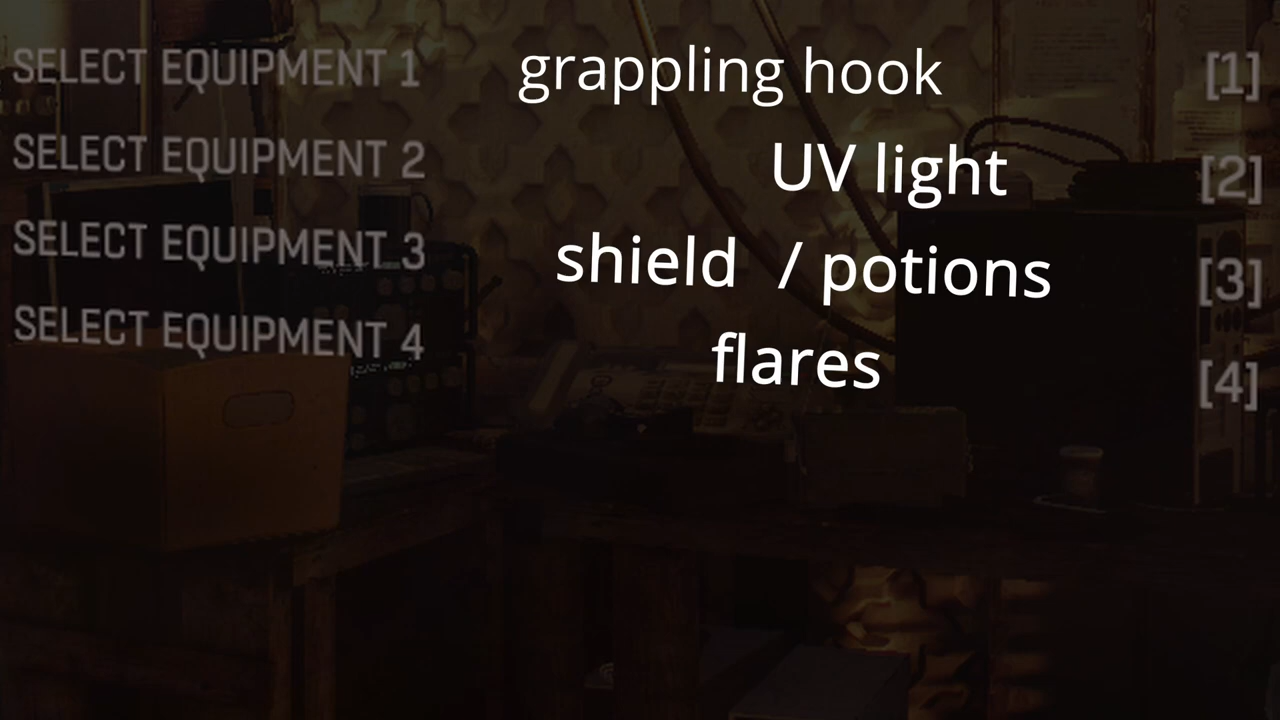 SELECT EQUIPMENT 1 grappling hook [1]
SELECT EQUIPMENT 2 UV light [2]
SELECT EQUIPMENT 3 shield / potions [3]
SELECT EQUIPMENT 4 flares [4]